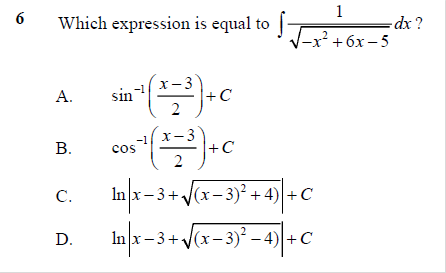 6 Which expression is equal to ∫ 1/√(−x² + 6x − 5) dx ?
A. sin⁻¹((x − 3)/2) + C
B. cos⁻¹((x − 3)/2) + C
C. ln|x − 3 + √((x − 3)² + 4)| + C
D. ln|x − 3 + √((x − 3)² − 4)| + C